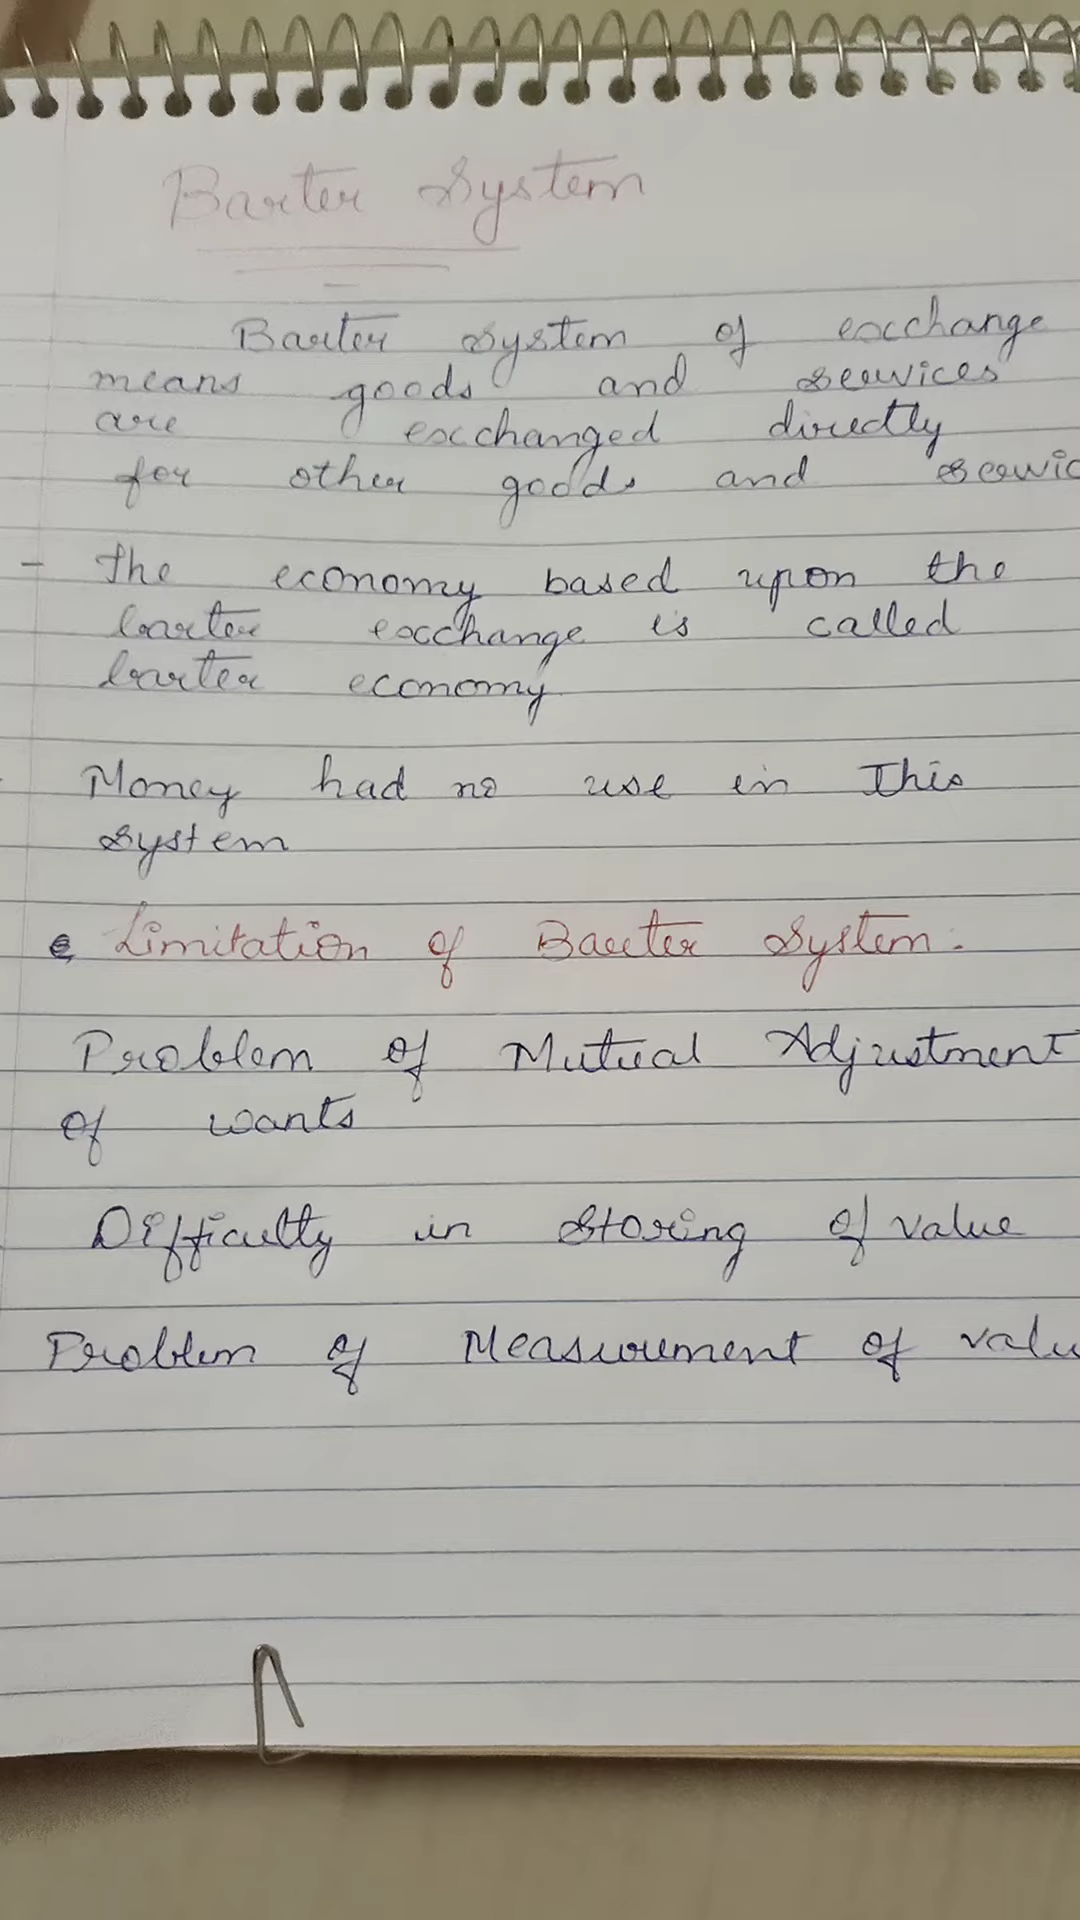 Barter System
Barter System of exchange
means goods and services
are exchanged directly
for other goods and servic
- The economy based upon the
barter exchange is called
barter economy
Money had no use in This
System
Limitation of Barter System.
Problem of Mutual Adjustment
of wants
Difficulty in Storing of value
Problem of Measurement of valu